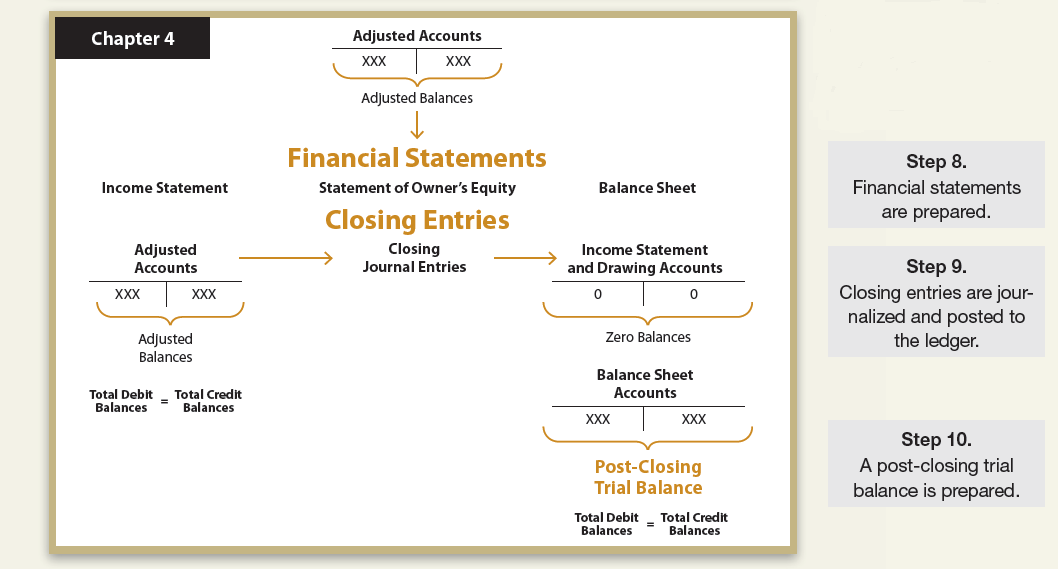 Chapter 4
Adjusted Accounts
XXX XXX
Adjusted Balances
Financial Statements
Income Statement
Statement of Owner's Equity
Balance Sheet
Closing Entries
Adjusted
Accounts
XXX XXX
Adjusted
Balances
Total Debit
Balances
=
Total Credit
Balances
Closing
Journal Entries
Income Statement
and Drawing Accounts
0 0
Zero Balances
Balance Sheet
Accounts
XXX XXX
Post-Closing
Trial Balance
Total Debit
Balances
=
Total Credit
Balances
Step 8.
Financial statements
are prepared.
Step 9.
Closing entries are jour-
nalized and posted to
the ledger.
Step 10.
A post-closing trial
balance is prepared.